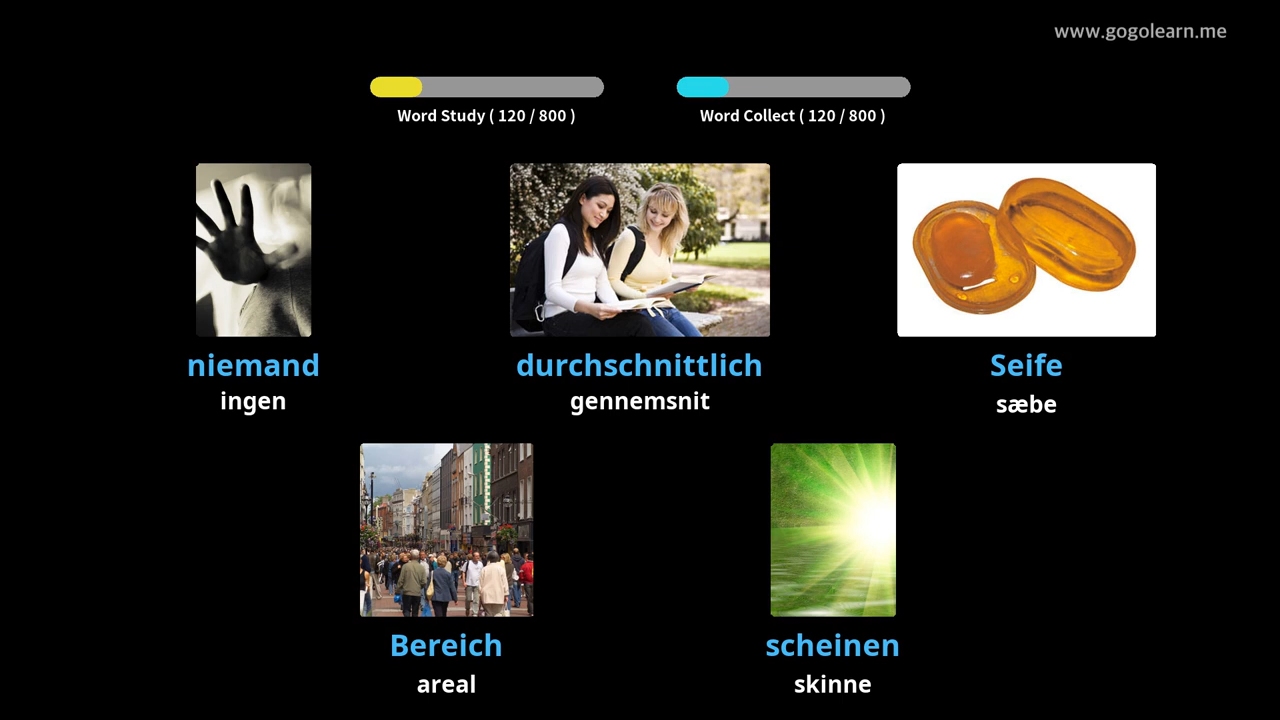 www.gogolearn.me
Word Study ( 120 / 800 )
Word Collect ( 120 / 800 )
niemand
ingen
durchschnittlich
gennemsnit
Seife
sæbe
Bereich
areal
scheinen
skinne